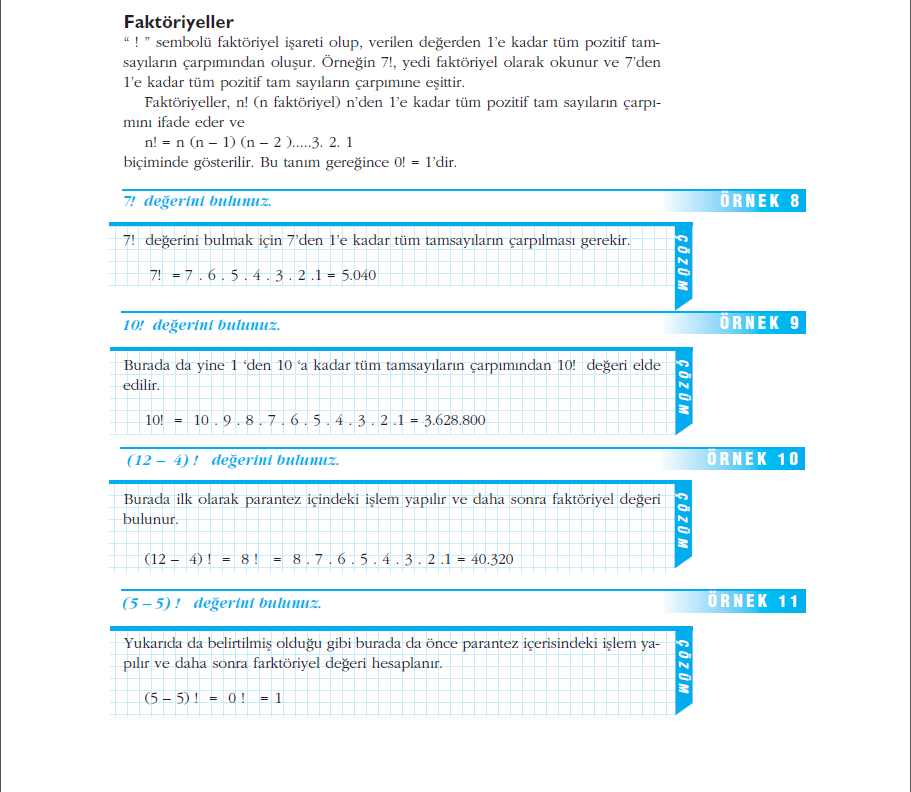 Faktöriyeller
“ ! ” sembolü faktöriyel işareti olup, verilen değerden 1’e kadar tüm pozitif tam-
sayıların çarpımından oluşur. Örneğin 7!, yedi faktöriyel olarak okunur ve 7’den
1’e kadar tüm pozitif tam sayıların çarpımıne eşittir.
Faktöriyeller, n! (n faktöriyel) n’den 1’e kadar tüm pozitif tam sayıların çarpı-
mını ifade eder ve
n! = n (n – 1) (n – 2 ).....3. 2. 1
biçiminde gösterilir. Bu tanım gereğince 0! = 1’dir.
7! değerini bulunuz. ÖRNEK 8
7! değerini bulmak için 7’den 1’e kadar tüm tamsayıların çarpılması gerekir.
7! = 7 . 6 . 5 . 4 . 3 . 2 .1 = 5.040
ÇÖZÜM
10! değerini bulunuz. ÖRNEK 9
Burada da yine 1 ‘den 10 ‘a kadar tüm tamsayıların çarpımından 10! değeri elde
edilir.
10! = 10 . 9 . 8 . 7 . 6 . 5 . 4 . 3 . 2 .1 = 3.628.800
ÇÖZÜM
(12 – 4) ! değerini bulunuz. ÖRNEK 10
Burada ilk olarak parantez içindeki işlem yapılır ve daha sonra faktöriyel değeri
bulunur.
(12 – 4) ! = 8 ! = 8 . 7 . 6 . 5 . 4 . 3 . 2 .1 = 40.320
ÇÖZÜM
(5 – 5) ! değerini bulunuz. ÖRNEK 11
Yukarıda da belirtilmiş olduğu gibi burada da önce parantez içerisindeki işlem ya-
pılır ve daha sonra farktöriyel değeri hesaplanır.
(5 – 5) ! = 0 ! = 1
ÇÖZÜM